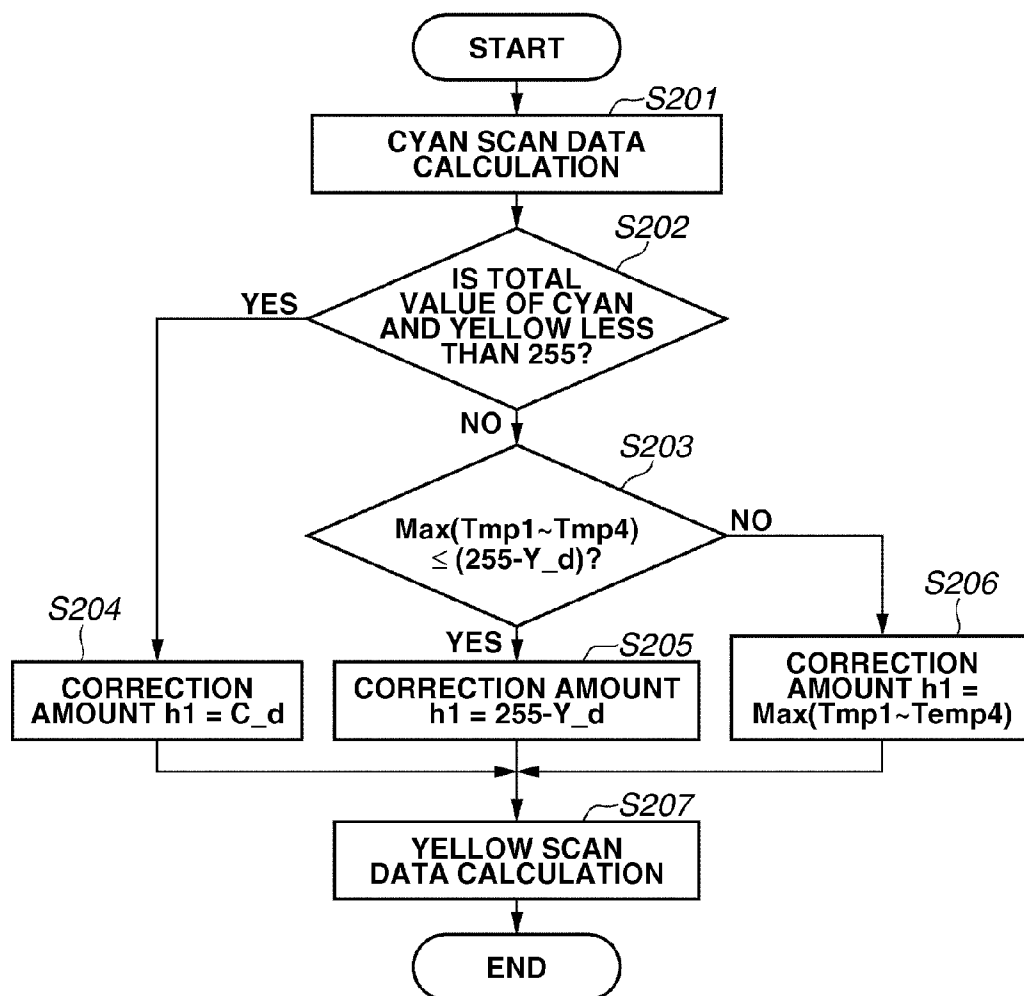 START
S201
CYAN SCAN DATA
CALCULATION
S202
IS TOTAL
VALUE OF CYAN
AND YELLOW LESS
THAN 255?
YES
NO
S203
Max(Tmp1~Tmp4)
≤ (255-Y_d)?
NO
YES
S204
CORRECTION
AMOUNT h1 = C_d
S205
CORRECTION AMOUNT
h1 = 255-Y_d
S206
CORRECTION
AMOUNT h1 =
Max(Tmp1~Temp4)
S207
YELLOW SCAN
DATA CALCULATION
END